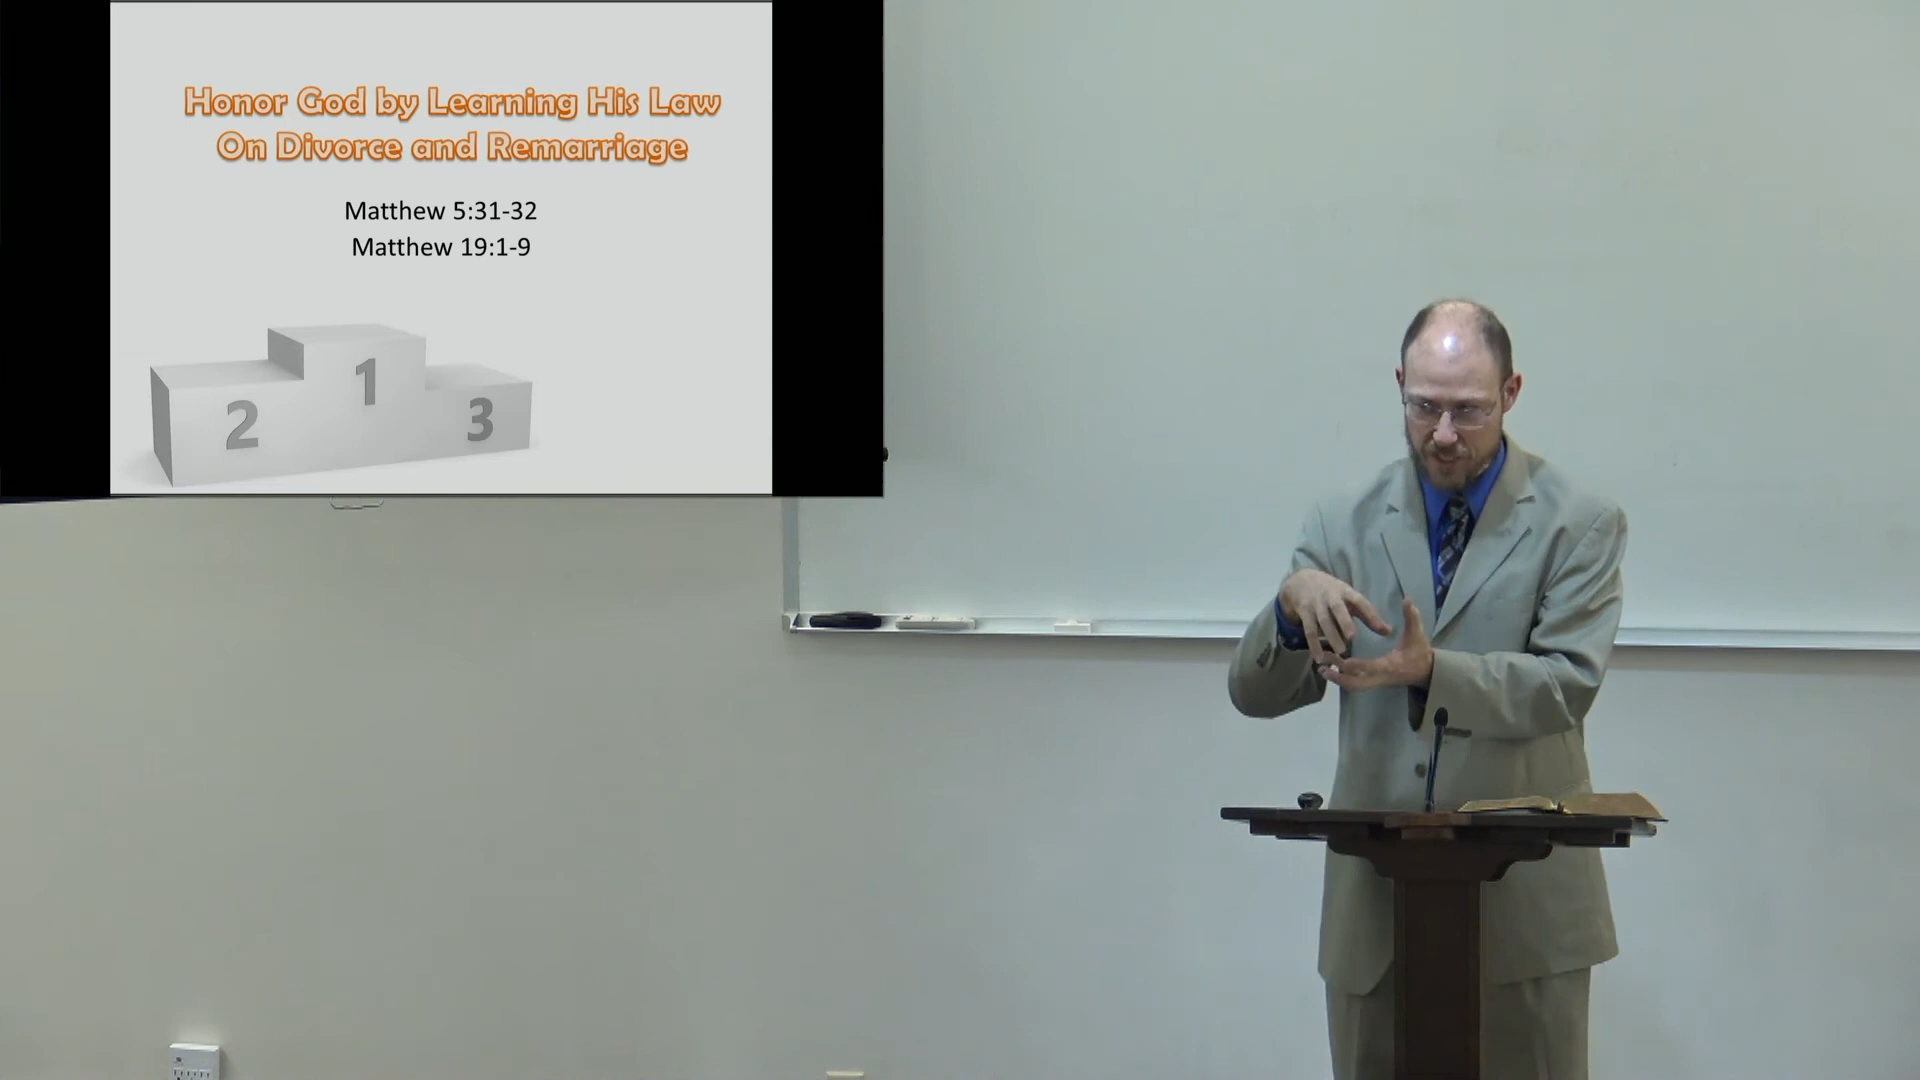 Honor God by Learning His Law
On Divorce and Remarriage
Matthew 5:31-32
Matthew 19:1-9
1
2
3